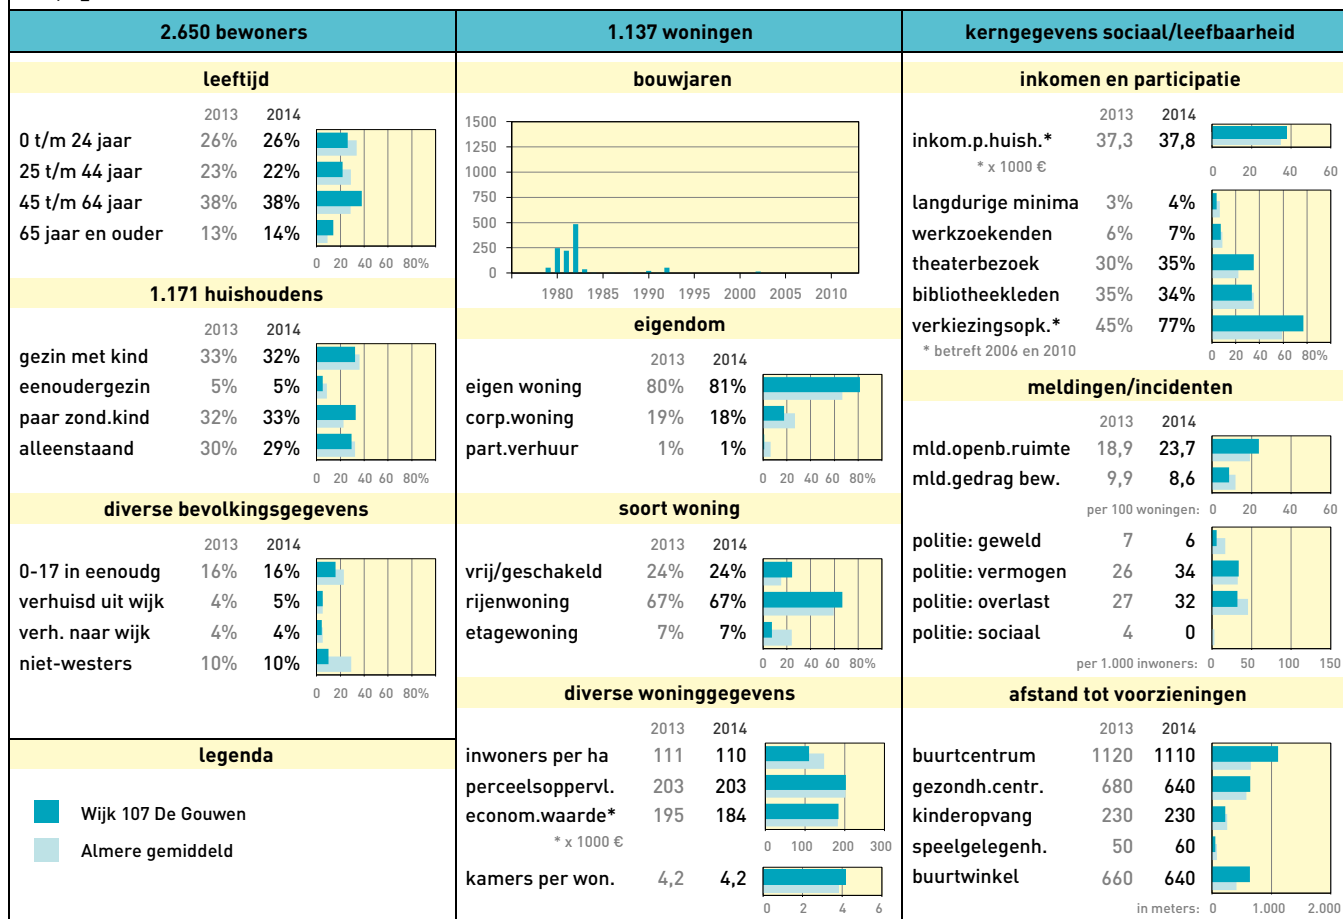 2.650 bewoners
leeftijd
2013 2014
0 t/m 24 jaar 26% 26%
25 t/m 44 jaar 23% 22%
45 t/m 64 jaar 38% 38%
65 jaar en ouder 13% 14%
0 20 40 60 80%
1.171 huishoudens
2013 2014
gezin met kind 33% 32%
eenoudergezin 5% 5%
paar zond.kind 32% 33%
alleenstaand 30% 29%
0 20 40 60 80%
diverse bevolkingsgegevens
2013 2014
0-17 in eenoudg 16% 16%
verhuisd uit wijk 4% 5%
verh. naar wijk 4% 4%
niet-westers 10% 10%
0 20 40 60 80%
legenda
Wijk 107 De Gouwen
Almere gemiddeld
1.137 woningen
bouwjaren
1500
1250
1000
750
500
250
0
1980 1985 1990 1995 2000 2005 2010
eigendom
2013 2014
eigen woning 80% 81%
corp.woning 19% 18%
part.verhuur 1% 1%
0 20 40 60 80%
soort woning
2013 2014
vrij/geschakeld 24% 24%
rijenwoning 67% 67%
etagewoning 7% 7%
0 20 40 60 80%
diverse woninggegevens
2013 2014
inwoners per ha 111 110
perceelsoppervl. 203 203
econom.waarde* 195 184
* x 1000 € 0 100 200 300
kamers per won. 4,2 4,2
0 2 4 6
kerngegevens sociaal/leefbaarheid
inkomen en participatie
2013 2014
inkom.p.huish.* 37,3 37,8
* x 1000 € 0 20 40 60
langdurige minima 3% 4%
werkzoekenden 6% 7%
theaterbezoek 30% 35%
bibliotheekleden 35% 34%
verkiezingsopk.* 45% 77%
* betreft 2006 en 2010 0 20 40 60 80%
meldingen/incidenten
2013 2014
mld.openb.ruimte 18,9 23,7
mld.gedrag bew. 9,9 8,6
per 100 woningen: 0 20 40 60
politie: geweld 7 6
politie: vermogen 26 34
politie: overlast 27 32
politie: sociaal 4 0
per 1.000 inwoners: 0 50 100 150
afstand tot voorzieningen
2013 2014
buurtcentrum 1120 1110
gezondh.centr. 680 640
kinderopvang 230 230
speelgelegenh. 50 60
buurtwinkel 660 640
in meters: 0 1.000 2.000